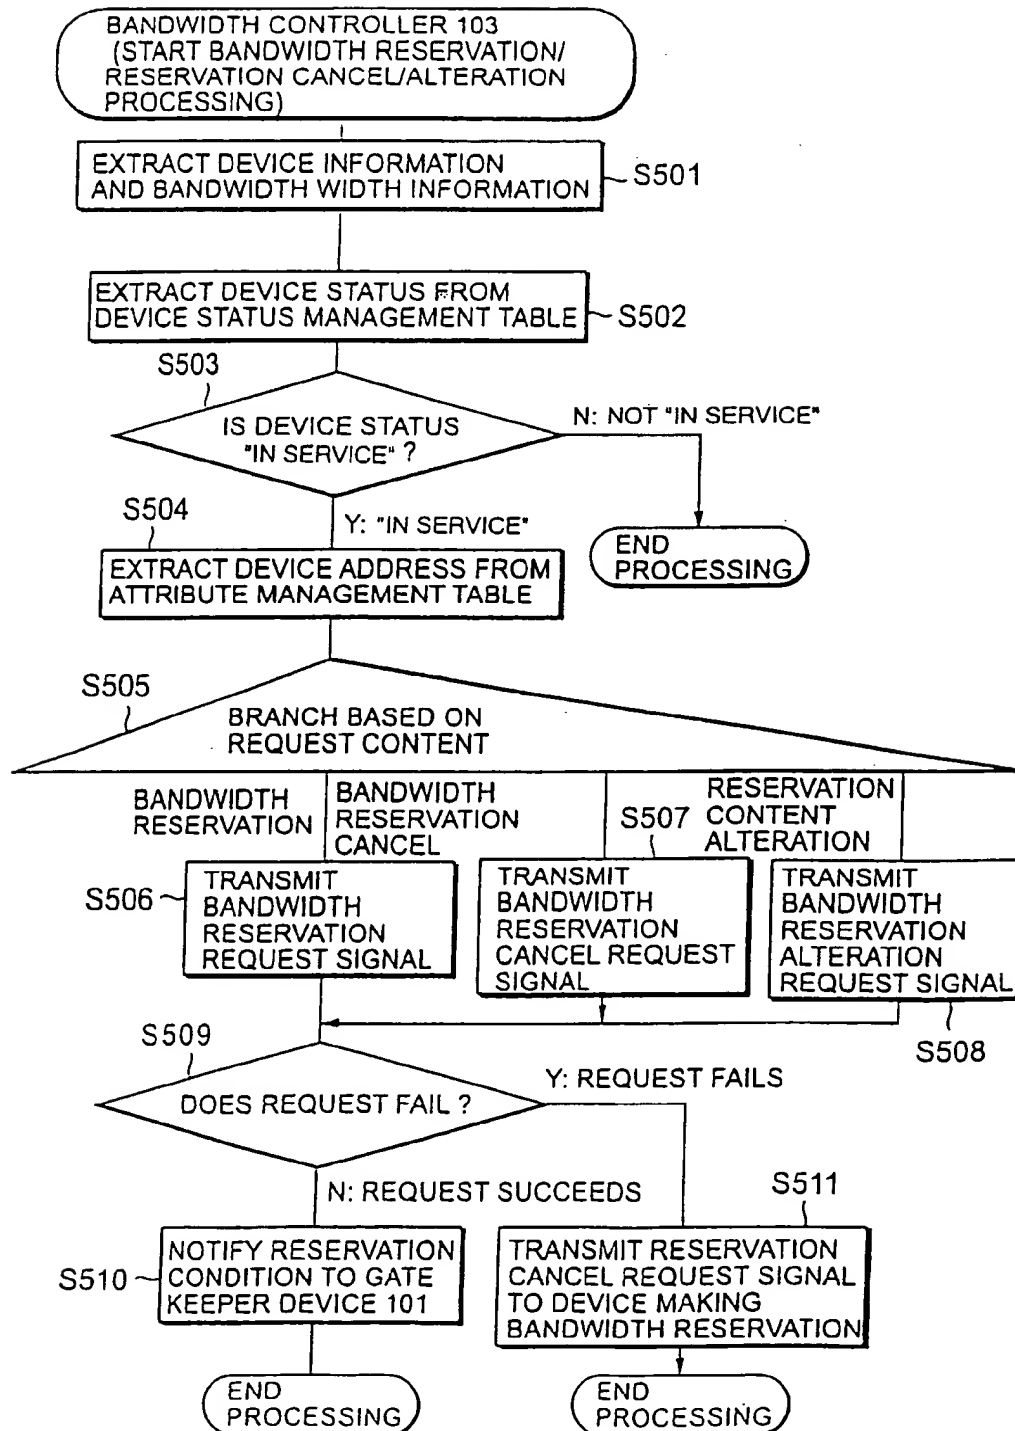 BANDWIDTH CONTROLLER 103
(START BANDWIDTH RESERVATION/
RESERVATION CANCEL/ALTERATION
PROCESSING)
EXTRACT DEVICE INFORMATION
AND BANDWIDTH WIDTH INFORMATION
S501
EXTRACT DEVICE STATUS FROM
DEVICE STATUS MANAGEMENT TABLE
S502
S503
IS DEVICE STATUS
"IN SERVICE" ?
N: NOT "IN SERVICE"
S504
Y: "IN SERVICE"
END
PROCESSING
EXTRACT DEVICE ADDRESS FROM
ATTRIBUTE MANAGEMENT TABLE
S505
BRANCH BASED ON
REQUEST CONTENT
BANDWIDTH
RESERVATION
BANDWIDTH
RESERVATION
CANCEL
S507
RESERVATION
CONTENT
ALTERATION
S506
TRANSMIT
BANDWIDTH
RESERVATION
REQUEST SIGNAL
TRANSMIT
BANDWIDTH
RESERVATION
CANCEL REQUEST
SIGNAL
TRANSMIT
BANDWIDTH
RESERVATION
ALTERATION
REQUEST SIGNAL
S508
S509
DOES REQUEST FAIL ?
Y: REQUEST FAILS
N: REQUEST SUCCEEDS
S511
S510
NOTIFY RESERVATION
CONDITION TO GATE
KEEPER DEVICE 101
TRANSMIT RESERVATION
CANCEL REQUEST SIGNAL
TO DEVICE MAKING
BANDWIDTH RESERVATION
END
PROCESSING
END
PROCESSING